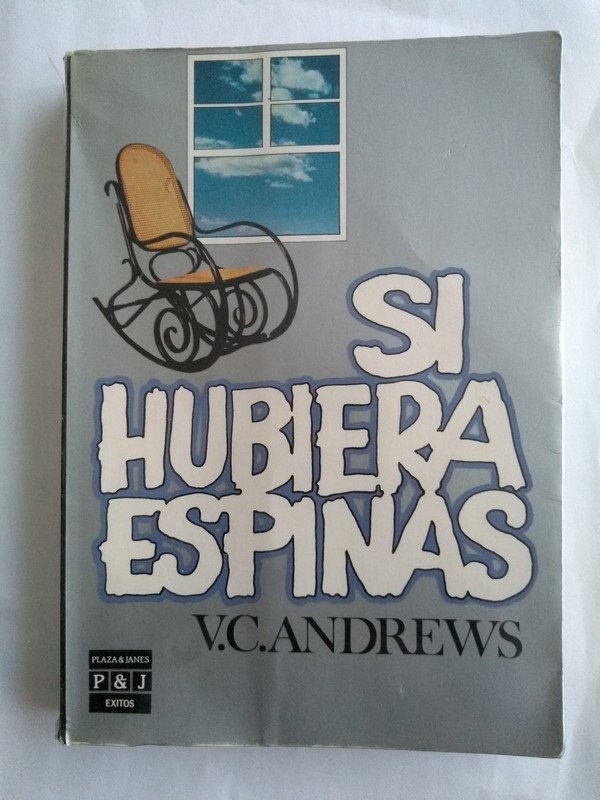 SI
HUBIERA
ESPINAS
V.C.ANDREWS
PLAZA & JANES
P & J
EXITOS